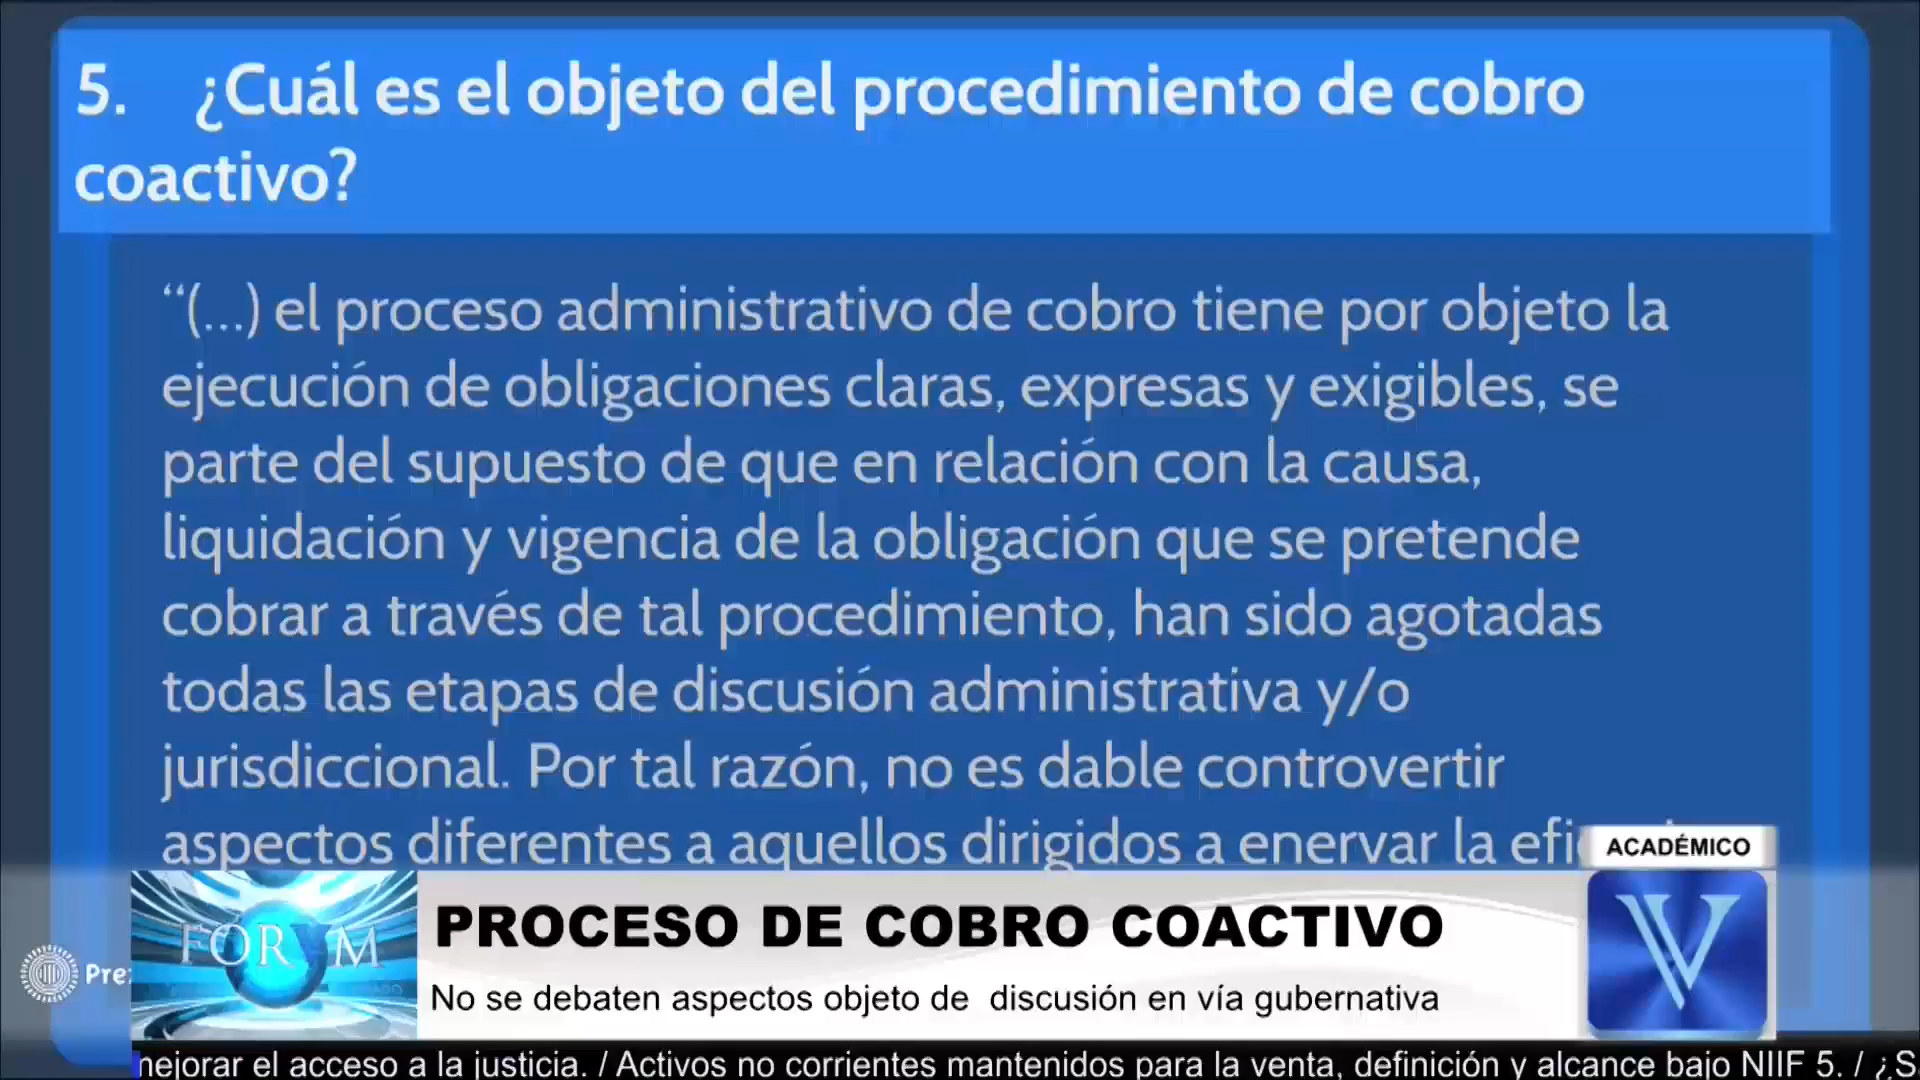 5. ¿Cuál es el objeto del procedimiento de cobro
coactivo?
“(...) el proceso administrativo de cobro tiene por objeto la
ejecución de obligaciones claras, expresas y exigibles, se
parte del supuesto de que en relación con la causa,
liquidación y vigencia de la obligación que se pretende
cobrar a través de tal procedimiento, han sido agotadas
todas las etapas de discusión administrativa y/o
jurisdiccional. Por tal razón, no es dable controvertir
aspectos diferentes a aquellos dirigidos a enervar la
ACADÉMICO
FORVM
PROCESO DE COBRO COACTIVO
No se debaten aspectos objeto de discusión en vía gubernativa
V
mejorar el acceso a la justicia. / Activos no corrientes mantenidos para la venta, definición y alcance bajo NIIF 5. /